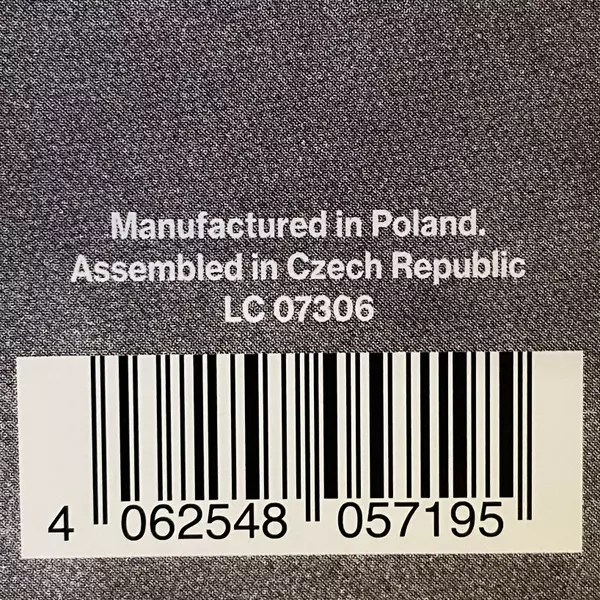 Manufactured in Poland.
Assembled in Czech Republic
LC 07306
4 062548 057195